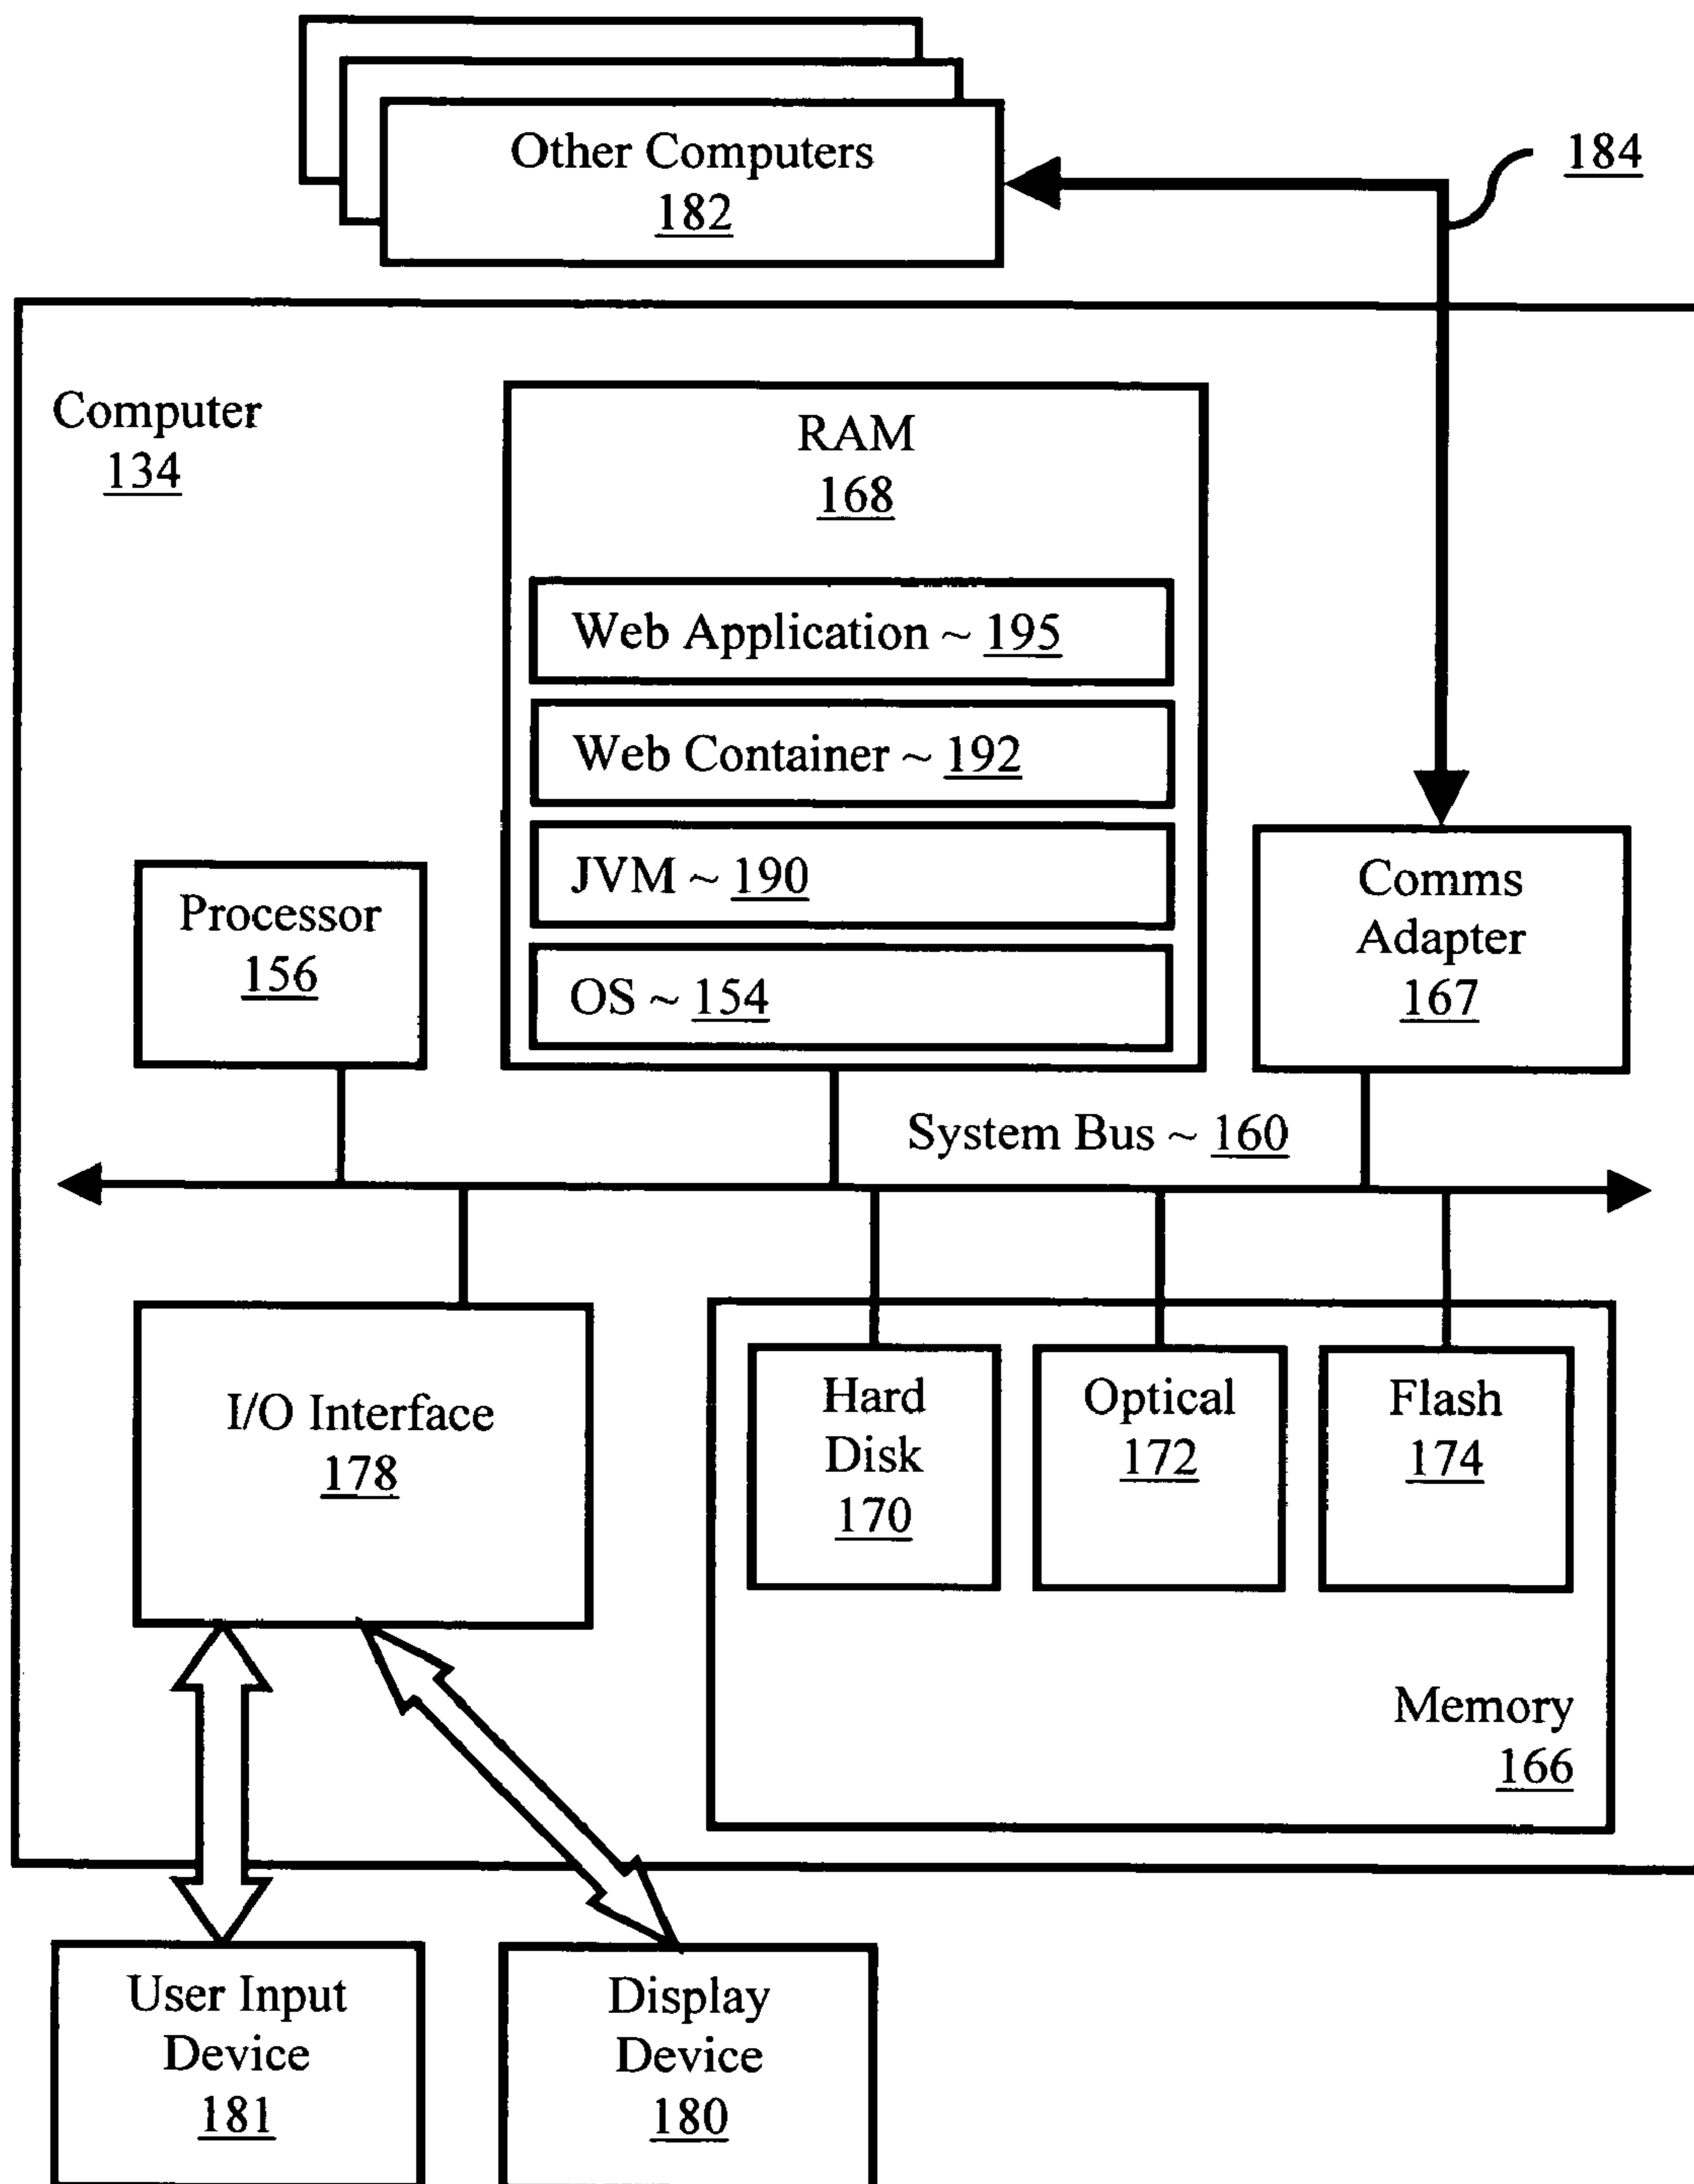 Other Computers
182
184
Computer
134
RAM
168
Web Application ~ 195
Web Container ~ 192
JVM ~ 190
OS ~ 154
Processor
156
Comms
Adapter
167
System Bus ~ 160
I/O Interface
178
Hard
Disk
170
Optical
172
Flash
174
Memory
166
User Input
Device
181
Display
Device
180